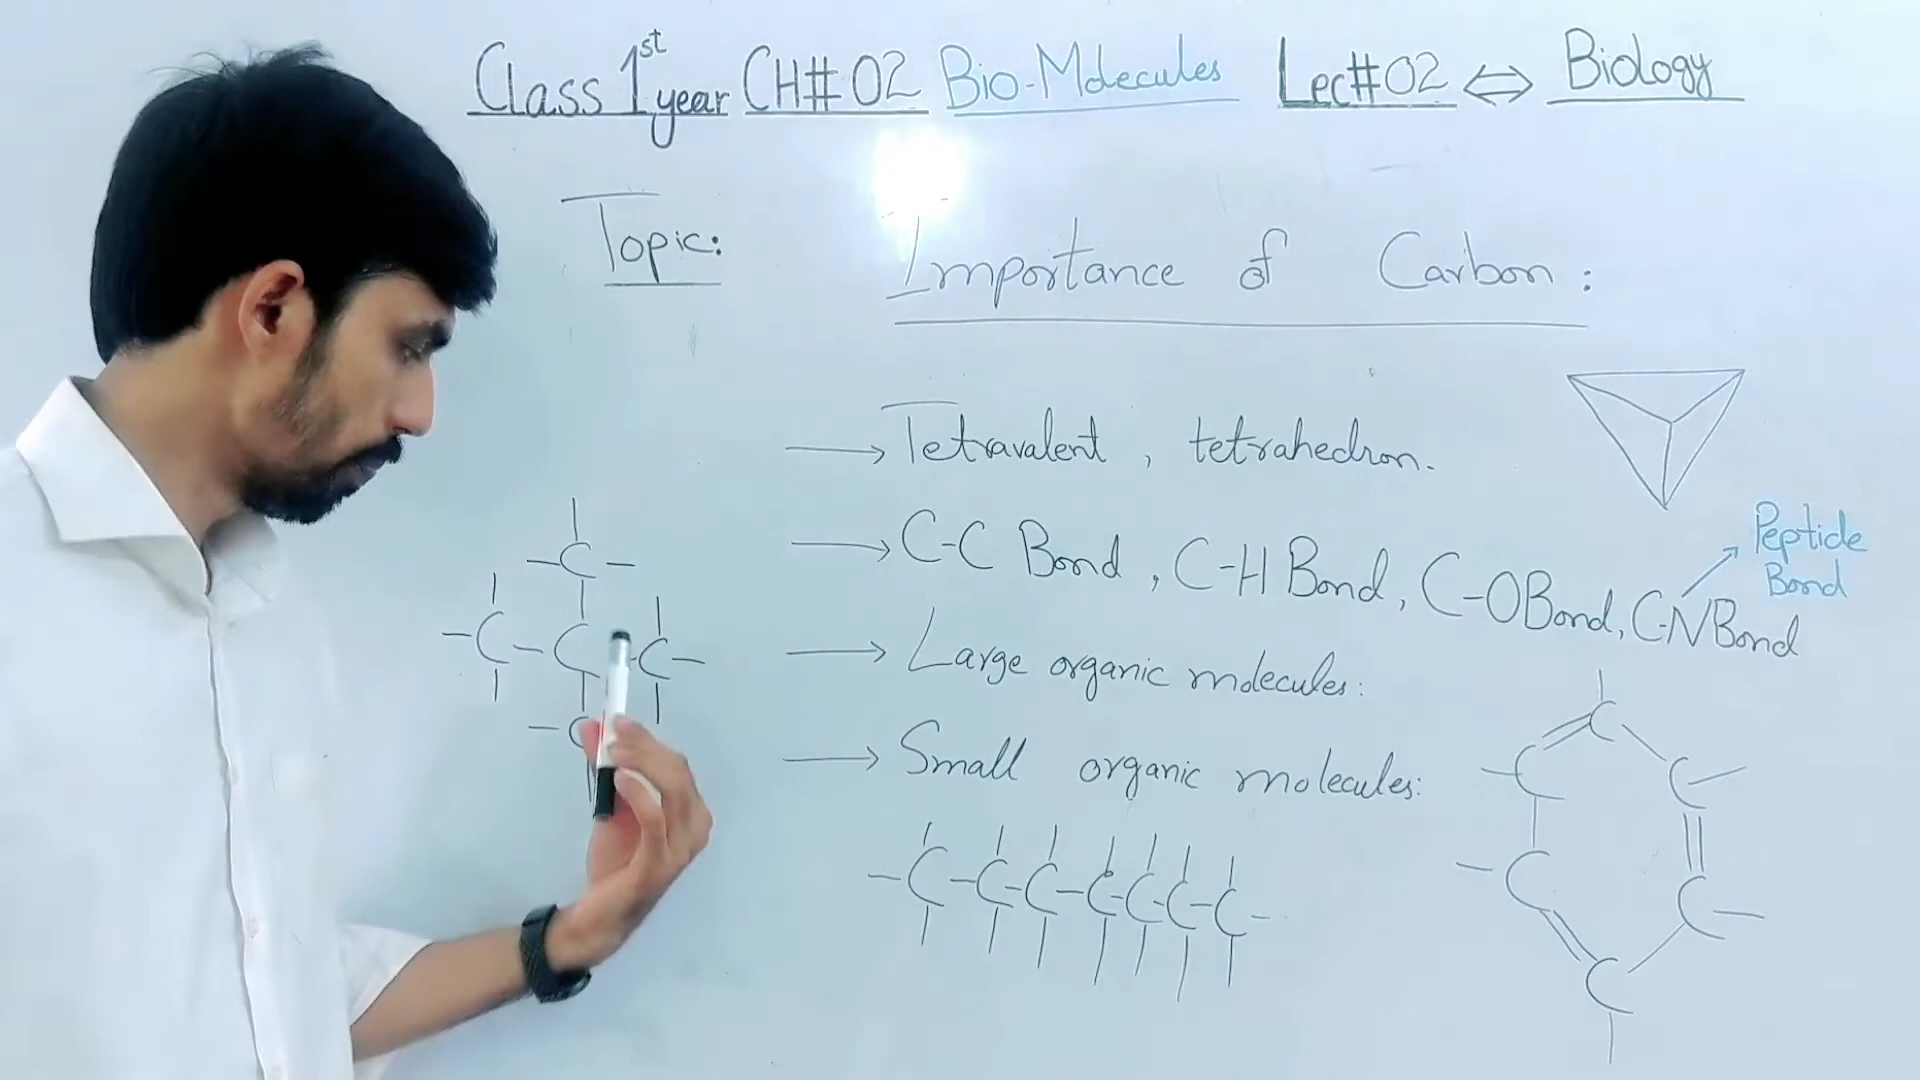 Class 1st year CH# 02 Bio-Molecules Lec# 02 ⇔ Biology
Topic: Importance of Carbon:
→ Tetravalent, tetrahedron.
→ C-C Bond, C-H Bond, C-O Bond, C-N Bond
Peptide
Bond
→ Large organic molecules:
→ Small organic molecules:
-C-C-C-C-C-C-C-
-C-
-C-C-C-
-C
C
C C
C C
C